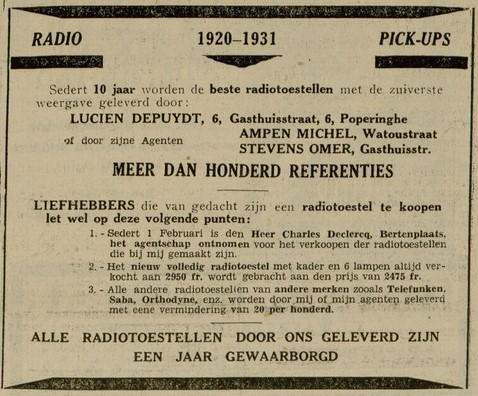 RADIO 1920-1931 PICK-UPS
Sedert 10 jaar worden de beste radiotoestellen met de zuiverste
weergave geleverd door:
LUCIEN DEPUYDT, 6, Gasthuisstraat, 6, Poperinghe
of door zijne Agenten
AMPEN MICHEL, Watoustraat
STEVENS OMER, Gasthuisstr.
MEER DAN HONDERD REFERENTIES
LIEFHEBBERS die van gedacht zijn een radiotoestel te koopen
let wel op deze volgende punten:
1. - Sedert 1 Februari is den Heer Charles Declercq, Bertenplaats,
het agentschap ontnomen voor het verkoopen der radiotoestellen
die bij mij gemaakt zijn.
2. - Het nieuw volledig radiotoestel met kader en 6 lampen altijd ver-
kocht aan 2950 fr. wordt gebracht aan den prijs van 2475 fr.
3. - Alle andere radiotoestellen van andere merken zooals Telefunken,
Saba, Orthodyne, enz. worden door mij of mijn agenten geleverd
met eene vermindering van 20 per honderd.
ALLE RADIOTOESTELLEN DOOR ONS GELEVERD ZIJN
EEN JAAR GEWAARBORGD